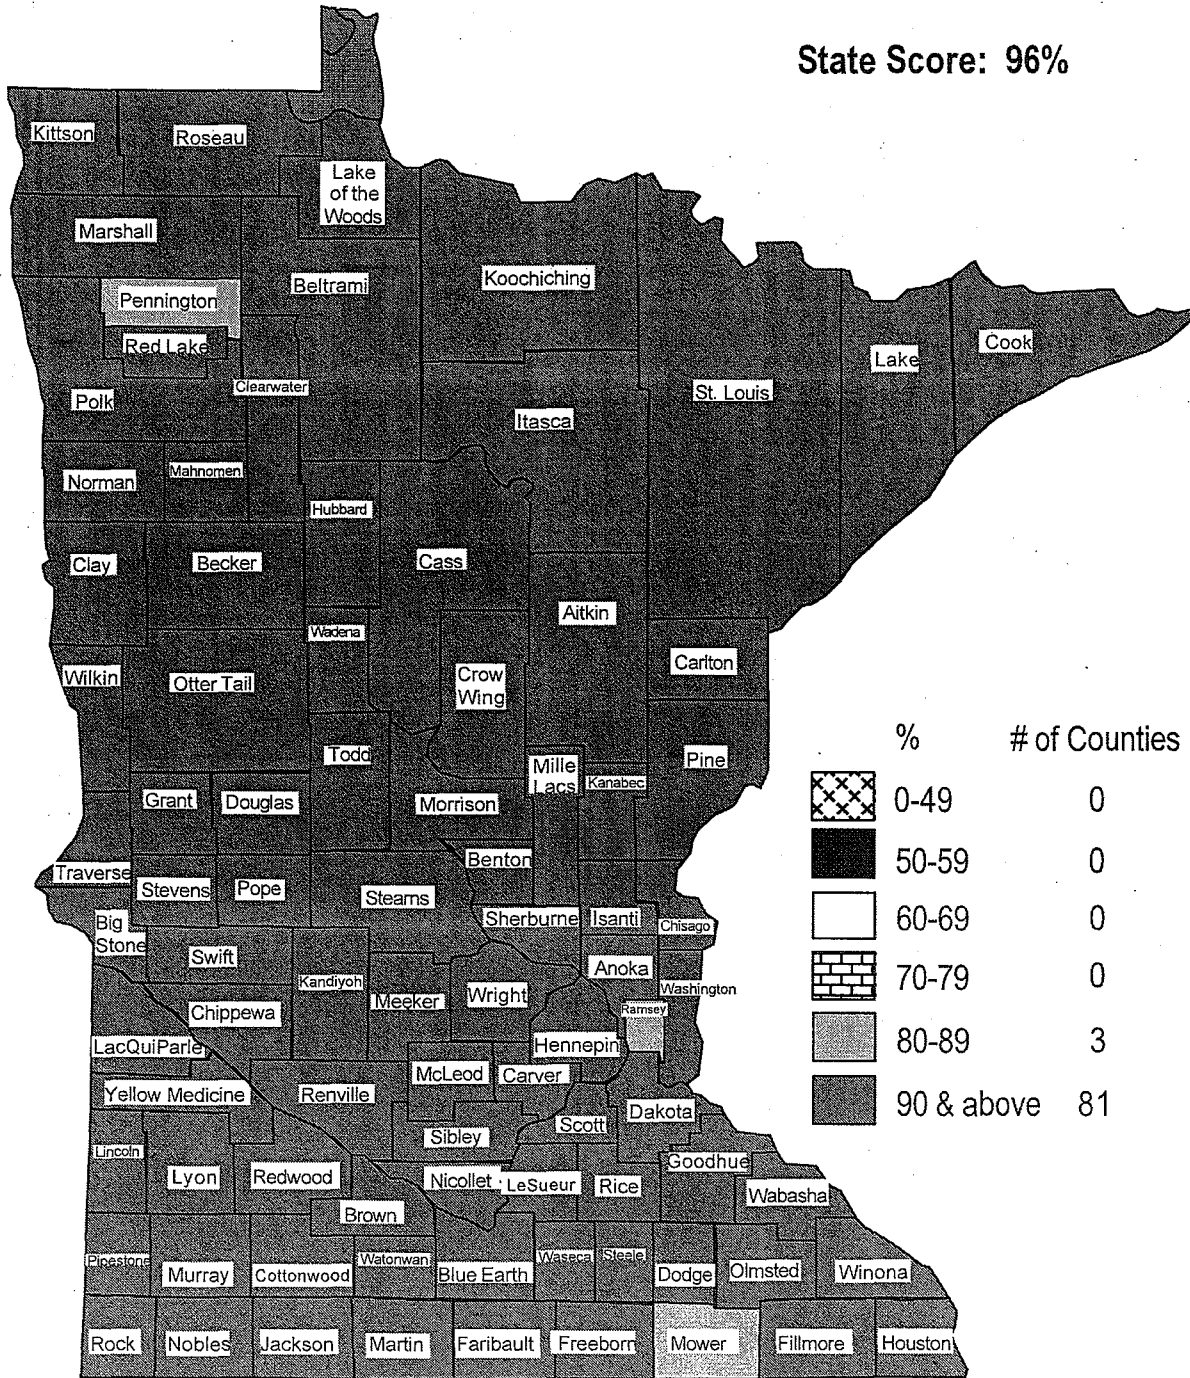 State Score: 96%
Kittson
Roseau
Lake
of the
Woods
Marshall
Beltrami
Koochiching
Pennington
Red Lake
Clearwater
Polk
Lake
Cook
St. Louis
Itasca
Norman
Mahnomen
Hubbard
Clay
Becker
Cass
Aitkin
Wadena
Wilkin
Otter Tail
Crow
Wing
Carlton
Todd
Mille
Lacs
Kanabec
Pine
Grant
Douglas
Morrison
Traverse
Stevens
Pope
Benton
Stearns
Big
Stone
Swift
Sherburne
Isanti
Chisago
Kandiyoh
Meeker
Wright
Anoka
Washington
Chippewa
Ramsey
LacQuiParle
Hennepin
McLeod
Carver
Yellow Medicine
Renville
Dakota
Scott
Sibley
Lincoln
Lyon
Redwood
Nicollet
LeSueur
Rice
Goodhue
Wabasha
Brown
Pipestone
Murray
Cottonwood
Watonwan
Blue Earth
Waseca
Steele
Dodge
Olmsted
Winona
Rock
Nobles
Jackson
Martin
Faribault
Freeborn
Mower
Fillmore
Houston
% # of Counties
0-49 0
50-59 0
60-69 0
70-79 0
80-89 3
90 & above 81